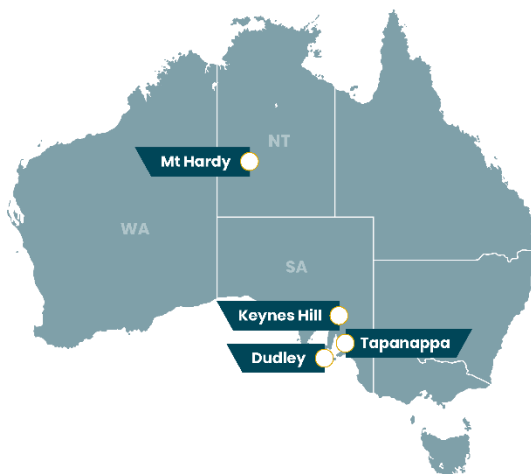 NT
Mt Hardy
WA
SA
Keynes Hill
Tapanappa
Dudley